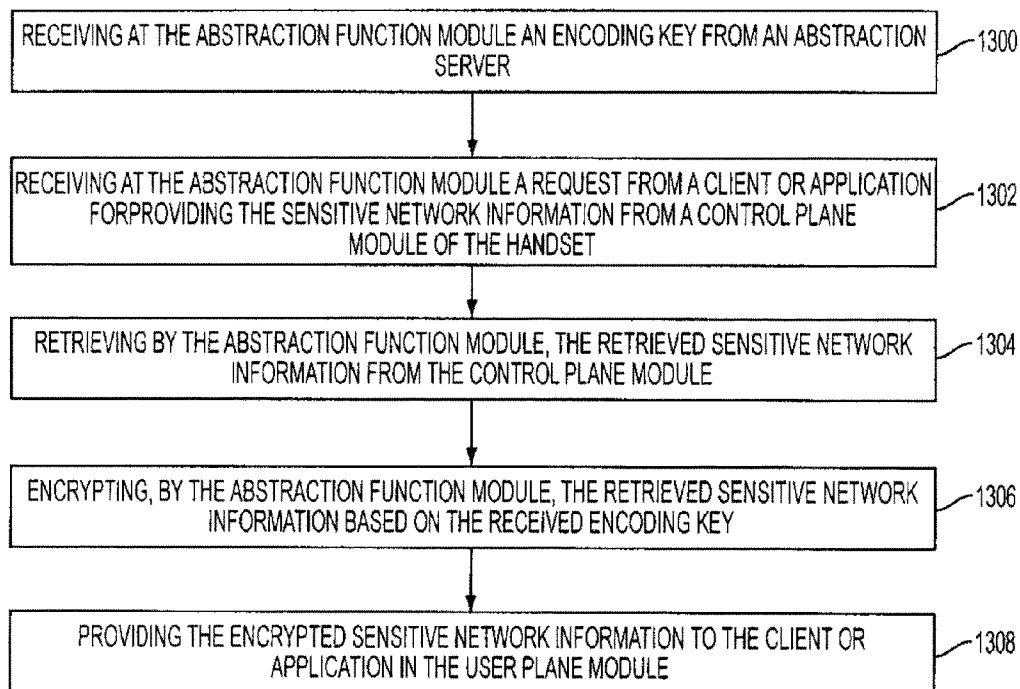 RECEIVING AT THE ABSTRACTION FUNCTION MODULE AN ENCODING KEY FROM AN ABSTRACTION
SERVER
1300
RECEIVING AT THE ABSTRACTION FUNCTION MODULE A REQUEST FROM A CLIENT OR APPLICATION
FORPROVIDING THE SENSITIVE NETWORK INFORMATION FROM A CONTROL PLANE
MODULE OF THE HANDSET
1302
RETRIEVING BY THE ABSTRACTION FUNCTION MODULE, THE RETRIEVED SENSITIVE NETWORK
INFORMATION FROM THE CONTROL PLANE MODULE
1304
ENCRYPTING, BY THE ABSTRACTION FUNCTION MODULE, THE RETRIEVED SENSITIVE NETWORK
INFORMATION BASED ON THE RECEIVED ENCODING KEY
1306
PROVIDING THE ENCRYPTED SENSITIVE NETWORK INFORMATION TO THE CLIENT OR
APPLICATION IN THE USER PLANE MODULE
1308